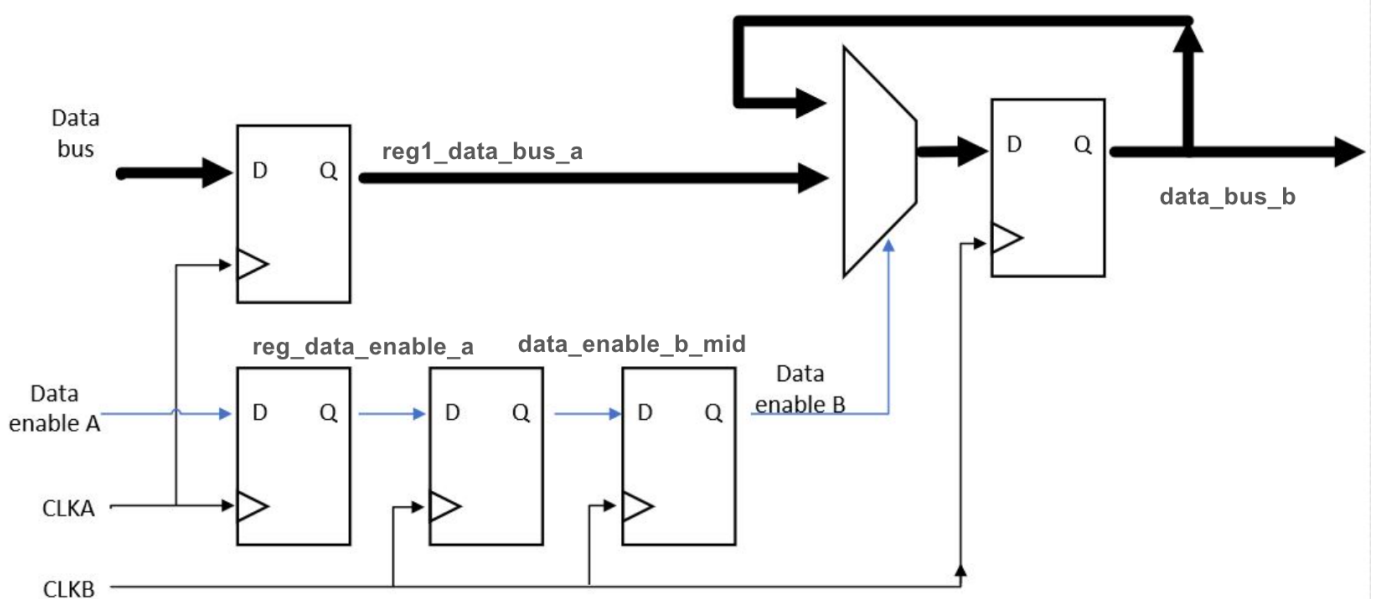 Data
bus
D Q
reg1_data_bus_a
D Q
data_bus_b
reg_data_enable_a
data_enable_b_mid
Data
enable A
D Q
D Q
D Q
Data
enable B
CLKA
CLKB